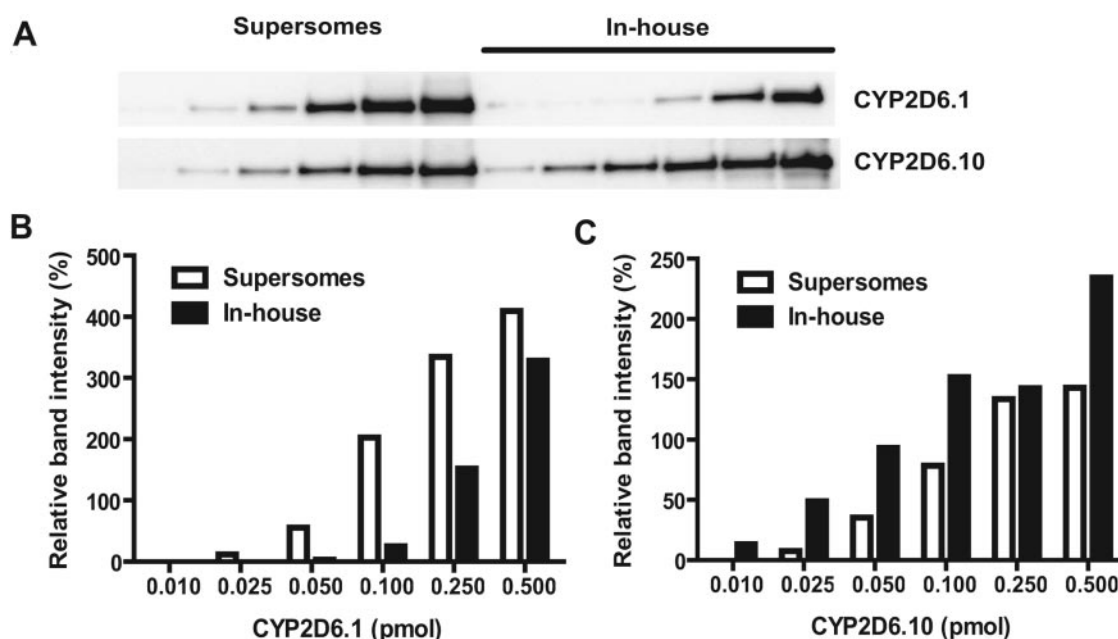 A
Supersomes
In-house
CYP2D6.1
CYP2D6.10
B
Relative band intensity (%)
500
400
300
200
100
0
Supersomes
In-house
0.010 0.025 0.050 0.100 0.250 0.500
CYP2D6.1 (pmol)
C
Relative band intensity (%)
250
200
150
100
50
0
Supersomes
In-house
0.010 0.025 0.050 0.100 0.250 0.500
CYP2D6.10 (pmol)